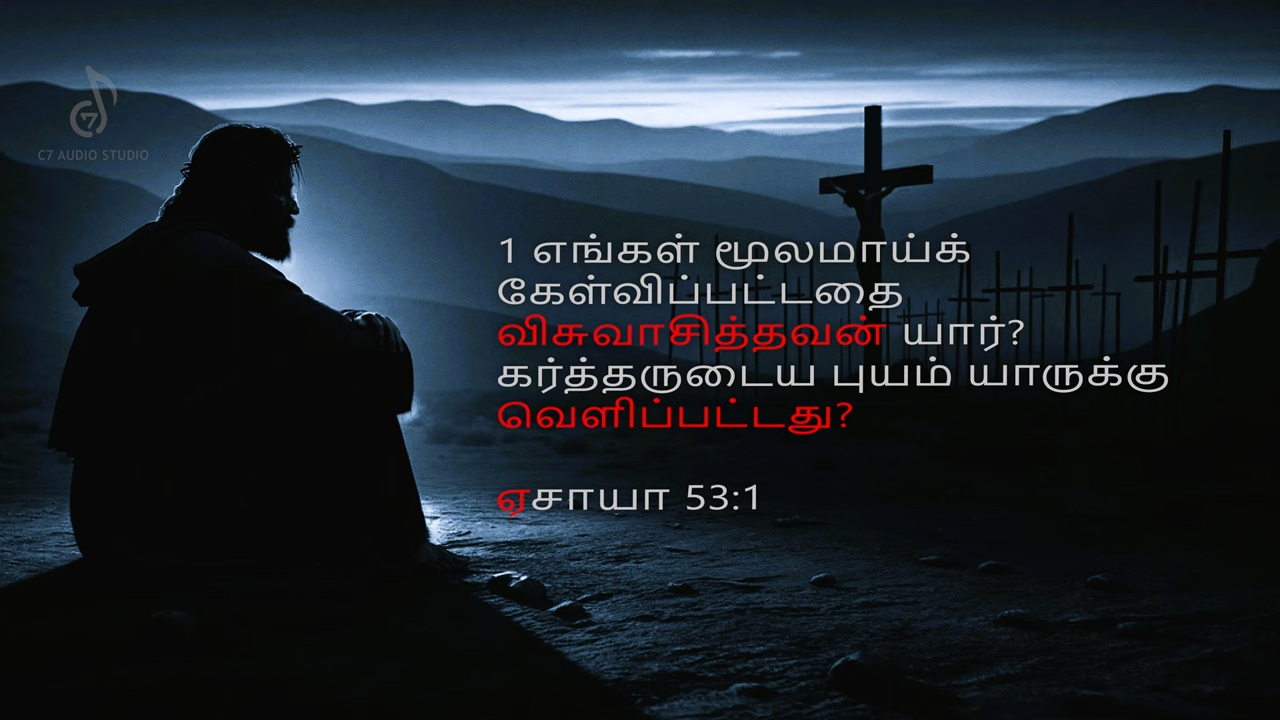 C7 AUDIO STUDIO
1 எங்கள் மூலமாய்க்
கேள்விப்பட்டதை
விசுவாசித்தவன் யார்?
கர்த்தருடைய புயம் யாருக்கு
வெளிப்பட்டது?
ஏசாயா 53:1